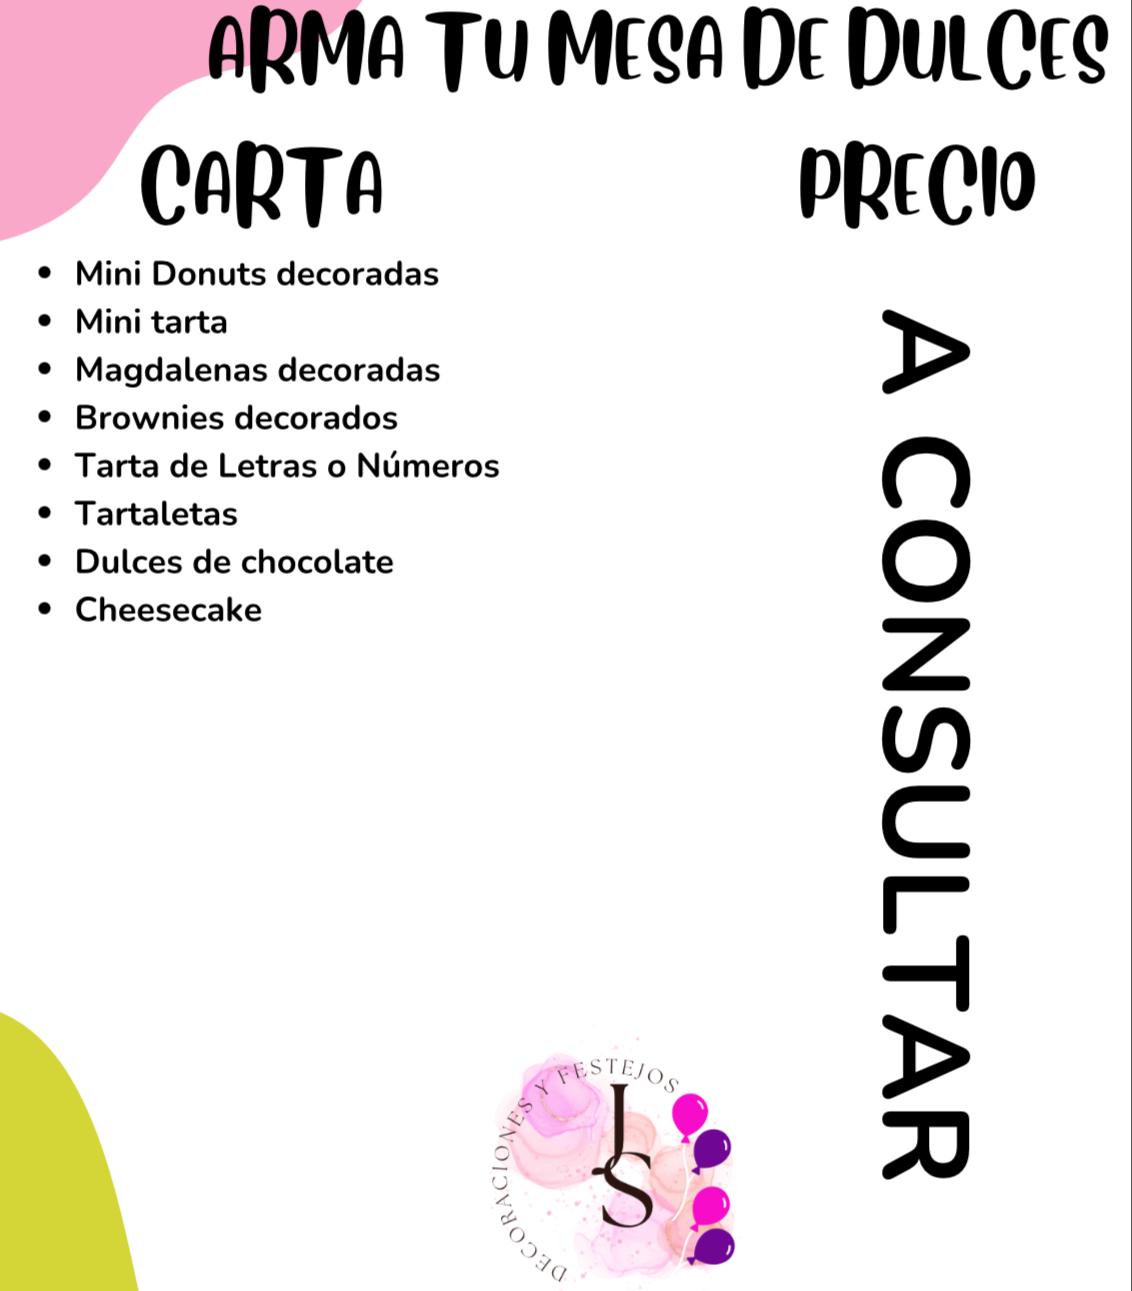 ARMA TU MESA DE DULCES
CARTA
PRECIO
• Mini Donuts decoradas
• Mini tarta
• Magdalenas decoradas
• Brownies decorados
• Tarta de Letras o Números
• Tartaletas
• Dulces de chocolate
• Cheesecake
A CONSULTAR
DECORACIONES Y FESTEJOS
JS